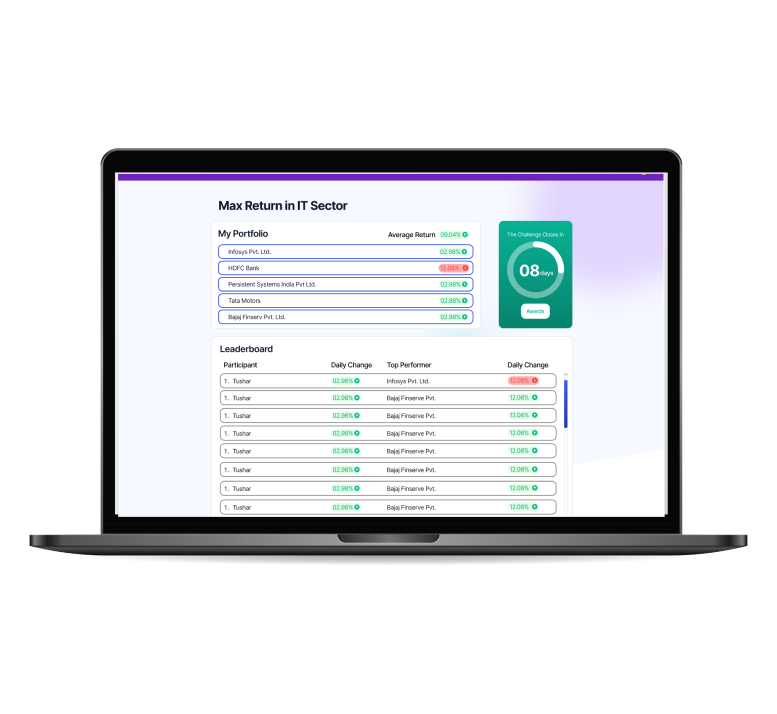 Max Return in IT Sector
My Portfolio
Average Return 09.04%
Infosys Pvt. Ltd. 02.98%
HDFC Bank 12.08%
Persistent Systems India Pvt Ltd. 02.98%
Tata Motors 02.98%
Bajaj Finserv Pvt. Ltd. 02.98%
The Challenge Closes In
08 days
Awards
Leaderboard
Participant Daily Change Top Performer Daily Change
1. Tushar 02.98% Infosys Pvt. Ltd. 12.08%
1. Tushar 02.98% Bajaj Finserve Pvt. 12.08%
1. Tushar 02.98% Bajaj Finserve Pvt. 12.08%
1. Tushar 02.98% Bajaj Finserve Pvt. 12.08%
1. Tushar 02.98% Bajaj Finserve Pvt. 12.08%
1. Tushar 02.98% Bajaj Finserve Pvt. 12.08%
1. Tushar 02.98% Bajaj Finserve Pvt. 12.08%
1. Tushar 02.98% Bajaj Finserve Pvt. 12.08%